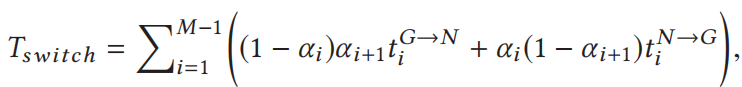 $T_{switch} = \sum_{i=1}^{M-1} \left( (1 - \alpha_i)\alpha_{i+1} t_i^{G \rightarrow N} + \alpha_i (1 - \alpha_{i+1}) t_i^{N \rightarrow G} \right),$